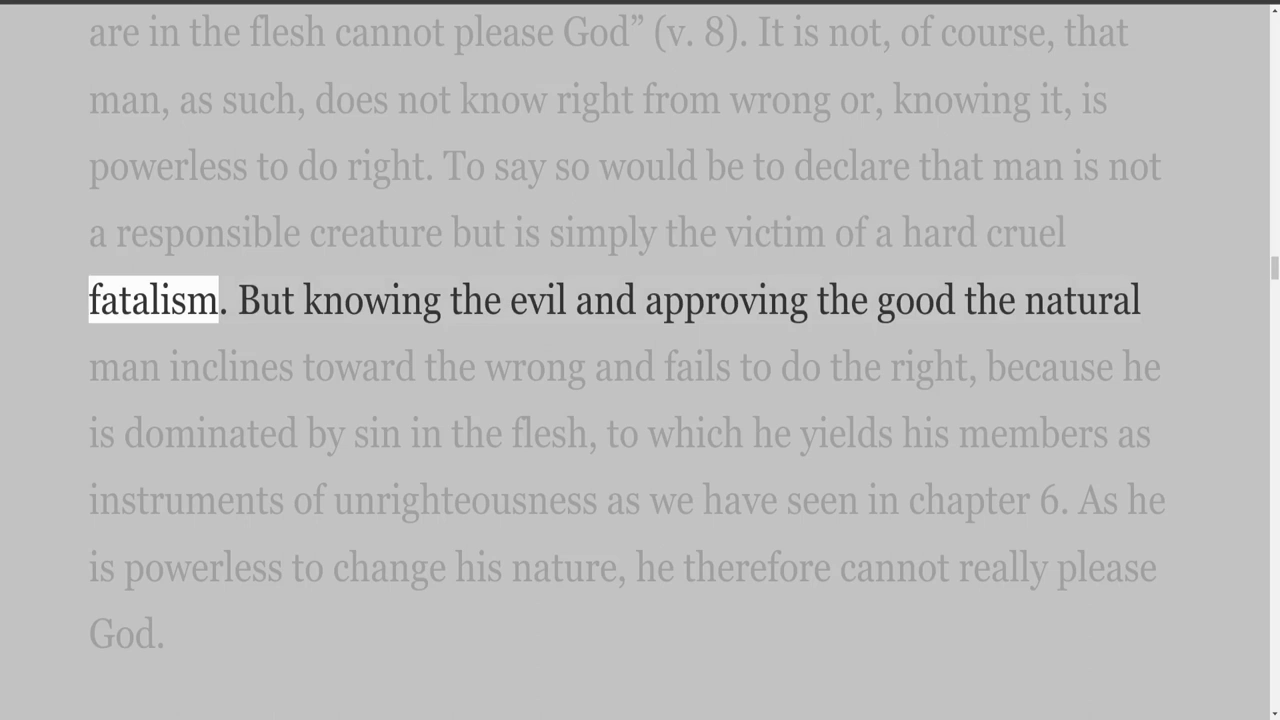 are in the flesh cannot please God” (v. 8). It is not, of course, that
man, as such, does not know right from wrong or, knowing it, is
powerless to do right. To say so would be to declare that man is not
a responsible creature but is simply the victim of a hard cruel
fatalism. But knowing the evil and approving the good the natural
man inclines toward the wrong and fails to do the right, because he
is dominated by sin in the flesh, to which he yields his members as
instruments of unrighteousness as we have seen in chapter 6. As he
is powerless to change his nature, he therefore cannot really please
God.